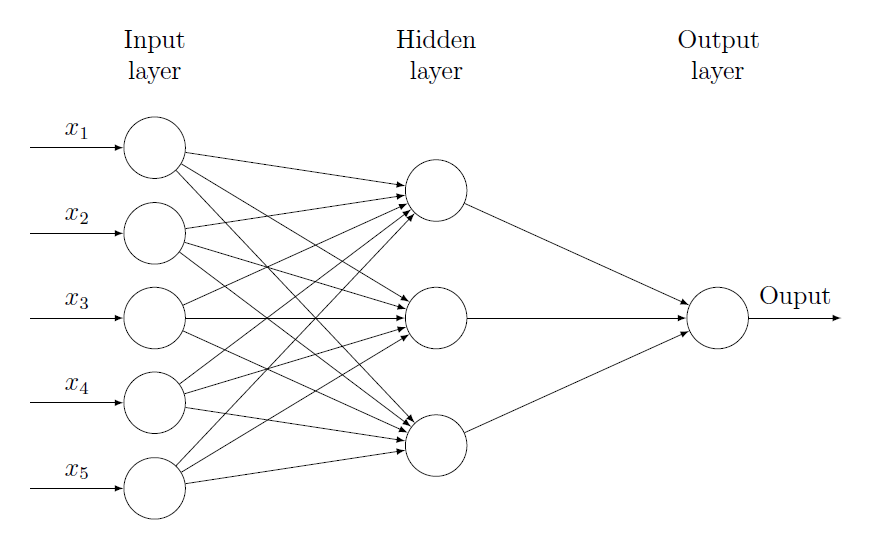 Input
layer
Hidden
layer
Output
layer
x₁
x₂
x₃
x₄
x₅
Ouput